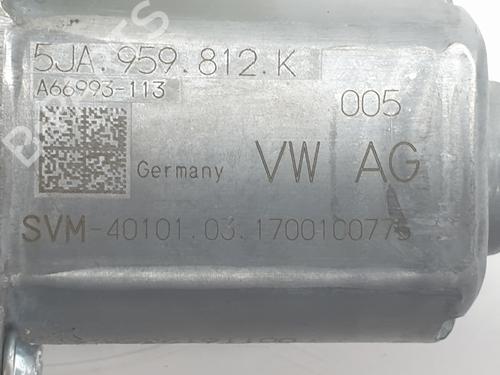 5JA.959.812.K
A66993-113
005
Germany VW AG
SVM-40101.03.1700100775